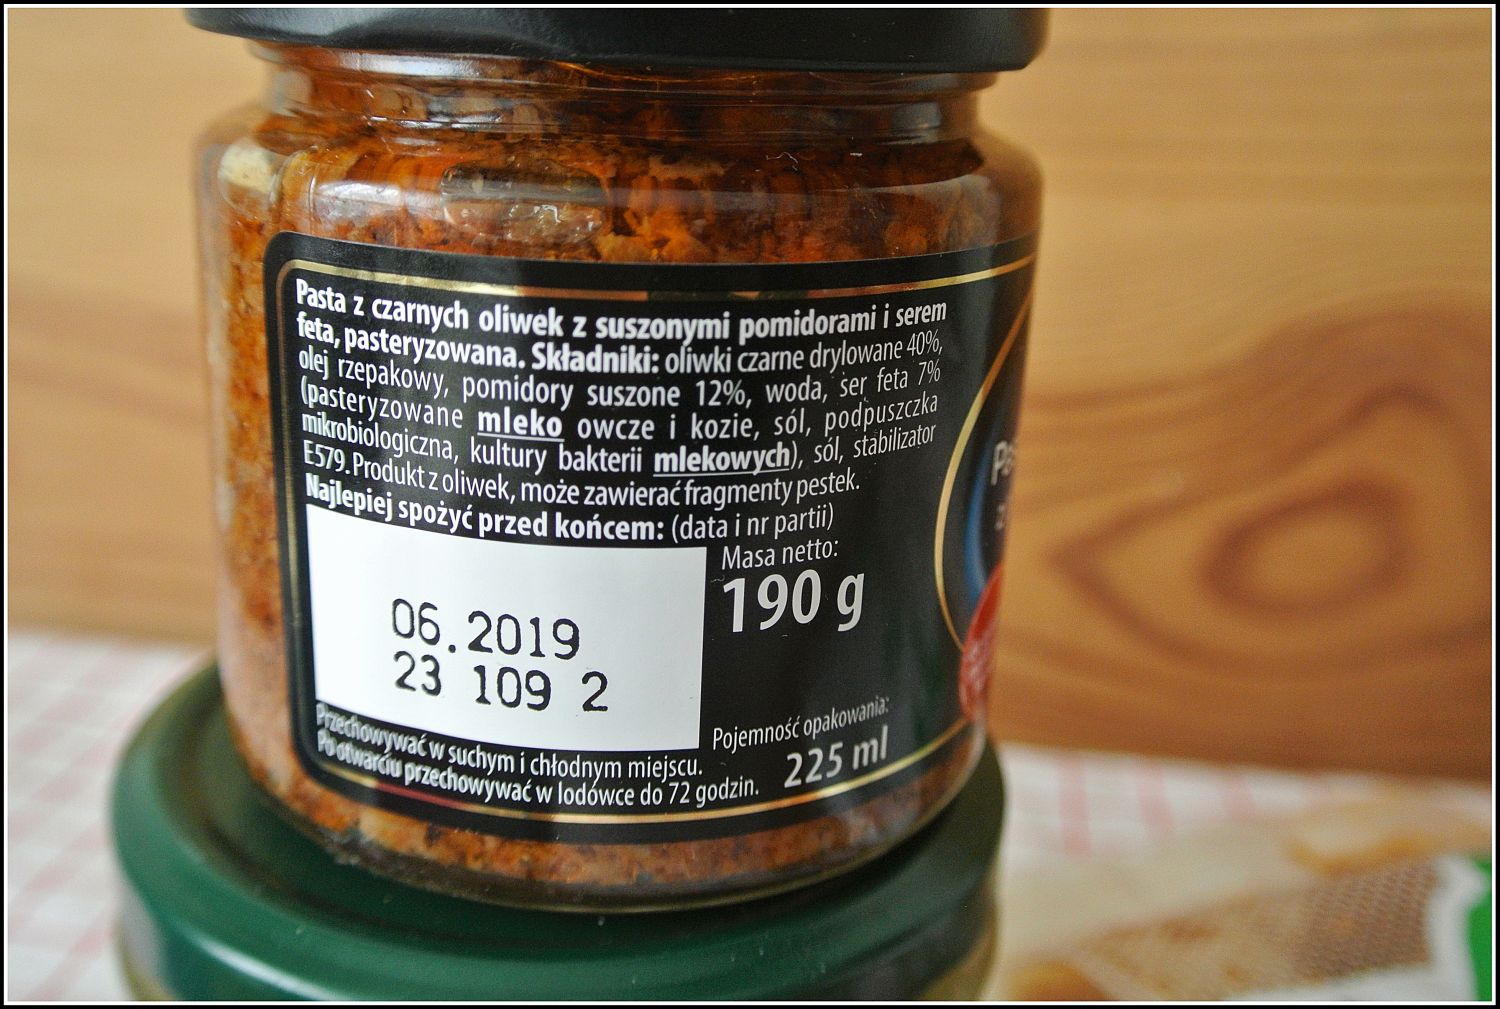 Pasta z czarnych oliwek z suszonymi pomidorami i serem
feta, pasteryzowana. Składniki: oliwki czarne drylowane 40%,
olej rzepakowy, pomidory suszone 12%, woda, ser feta 7%
(pasteryzowane mleko owcze i kozie, sól, podpuszczka
mikrobiologiczna, kultury bakterii mlekowych), sól, stabilizator
E579. Produkt z oliwek, może zawierać fragmenty pestek.
Najlepiej spożyć przed końcem: (data i nr partii)
Masa netto:
190 g
06.2019
23 109 2
Pojemność opakowania:
225 ml
Przechowywać w suchym i chłodnym miejscu.
Po otwarciu przechowywać w lodówce do 72 godzin.